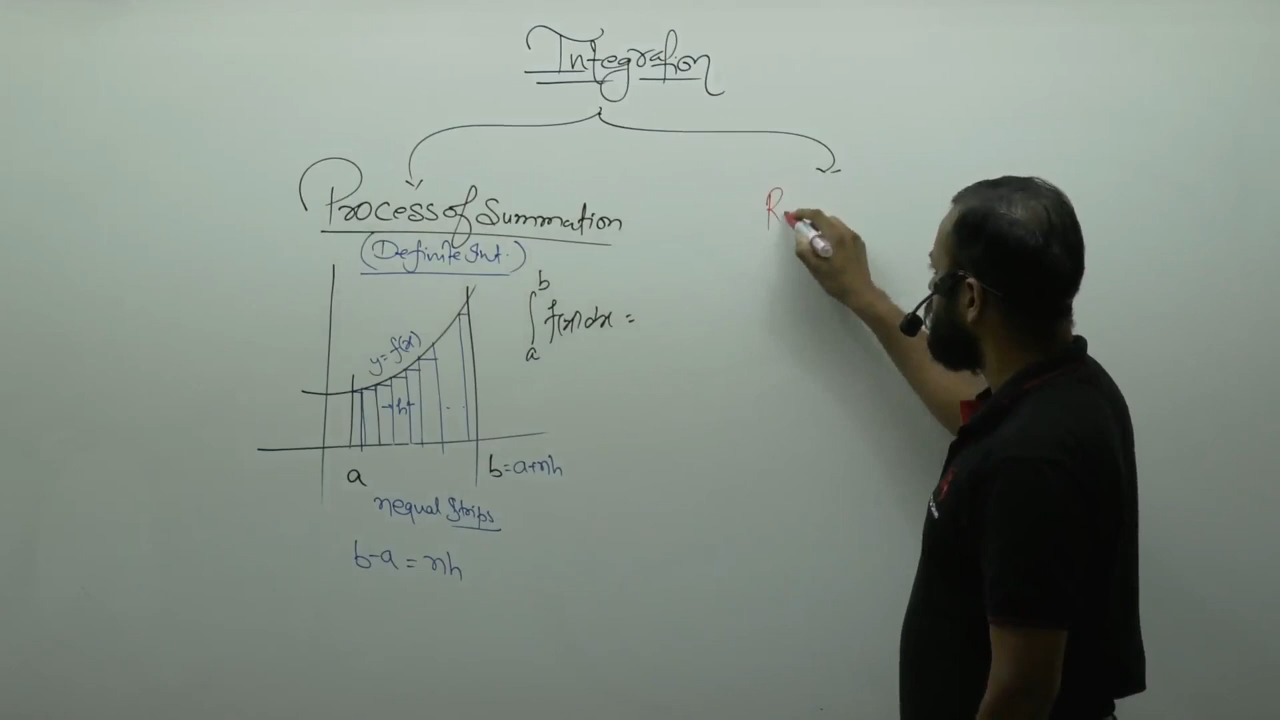 Integration
Process of Summation
(Definite Int.)
R
b
∫ f(x) dx =
a
y = f(x)
h
a
b = a+nh
n equal strips
b-a = nh